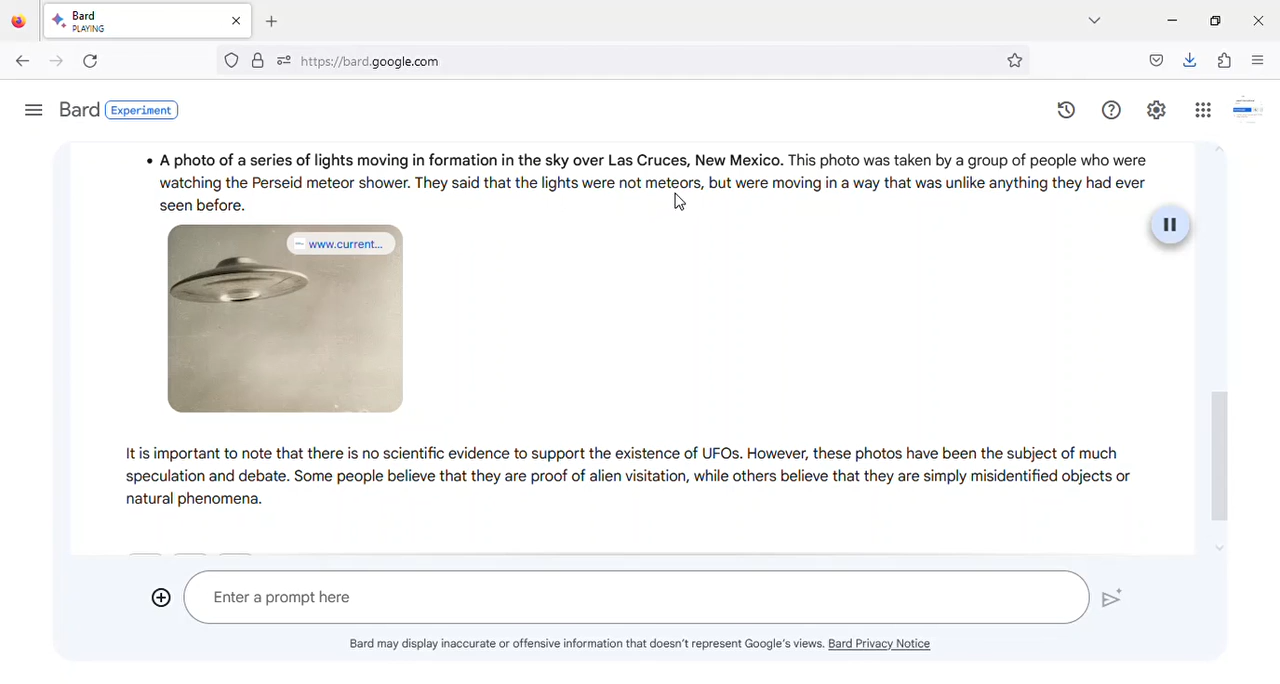 Bard
PLAYING
https://bard.google.com
Bard Experiment
• A photo of a series of lights moving in formation in the sky over Las Cruces, New Mexico. This photo was taken by a group of people who were
watching the Perseid meteor shower. They said that the lights were not meteors, but were moving in a way that was unlike anything they had ever
seen before.
www.current...
It is important to note that there is no scientific evidence to support the existence of UFOs. However, these photos have been the subject of much
speculation and debate. Some people believe that they are proof of alien visitation, while others believe that they are simply misidentified objects or
natural phenomena.
Enter a prompt here
Bard may display inaccurate or offensive information that doesn't represent Google's views. Bard Privacy Notice